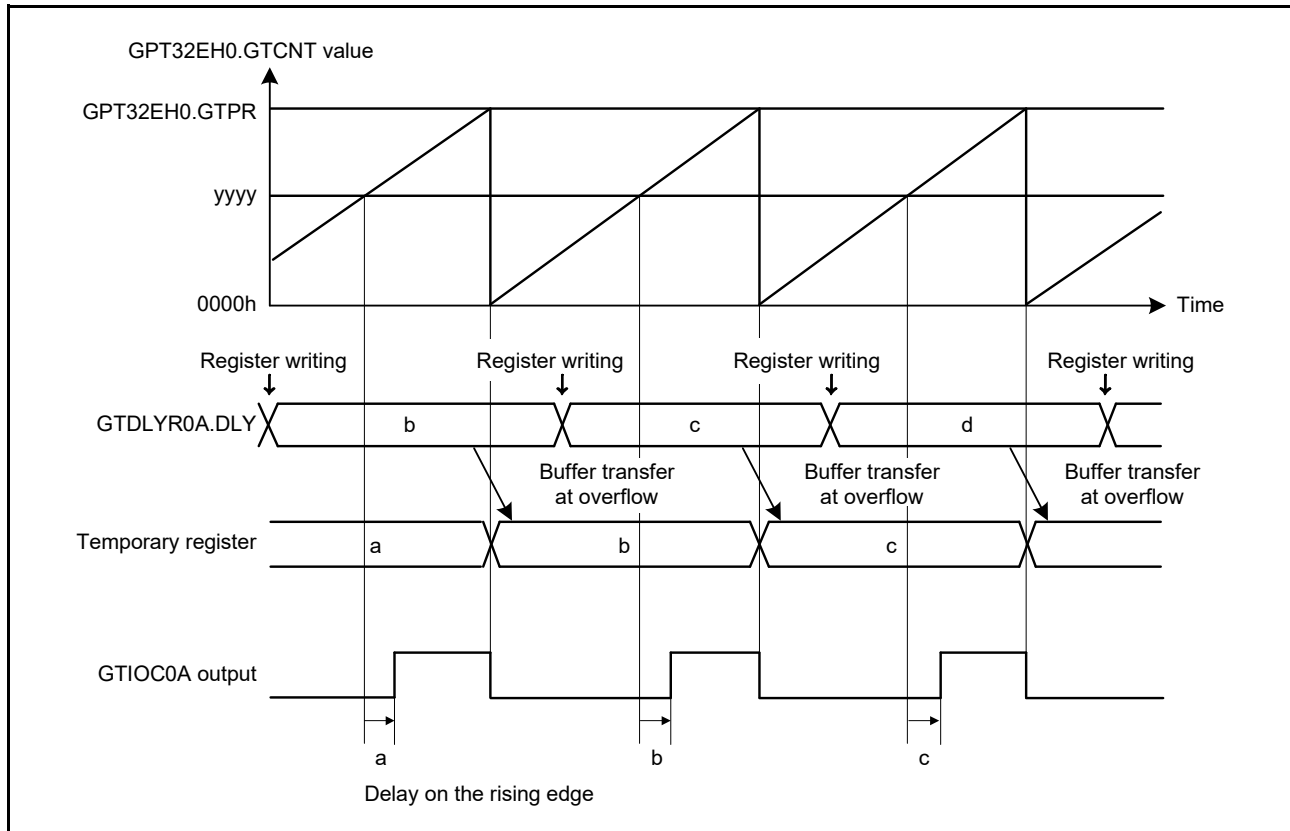 GPT32EH0.GTCNT value
GPT32EH0.GTPR
yyyy
0000h
Time
Register writing
Register writing
Register writing
Register writing
GTDLYR0A.DLY
b
c
d
Buffer transfer
at overflow
Buffer transfer
at overflow
Buffer transfer
at overflow
Temporary register
a
b
c
GTIOC0A output
a
b
c
Delay on the rising edge